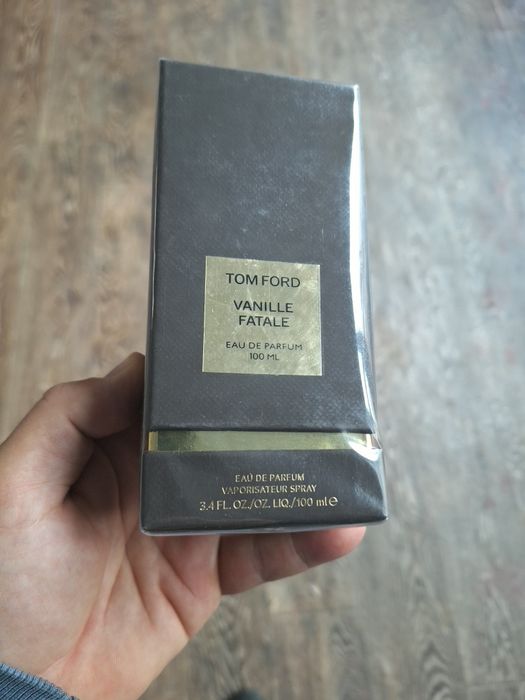 TOM FORD
VANILLE
FATALE
EAU DE PARFUM
100 ML
EAU DE PARFUM
VAPORISATEUR SPRAY
3.4 FL. OZ./OZ. LIQ./100 ml ℮